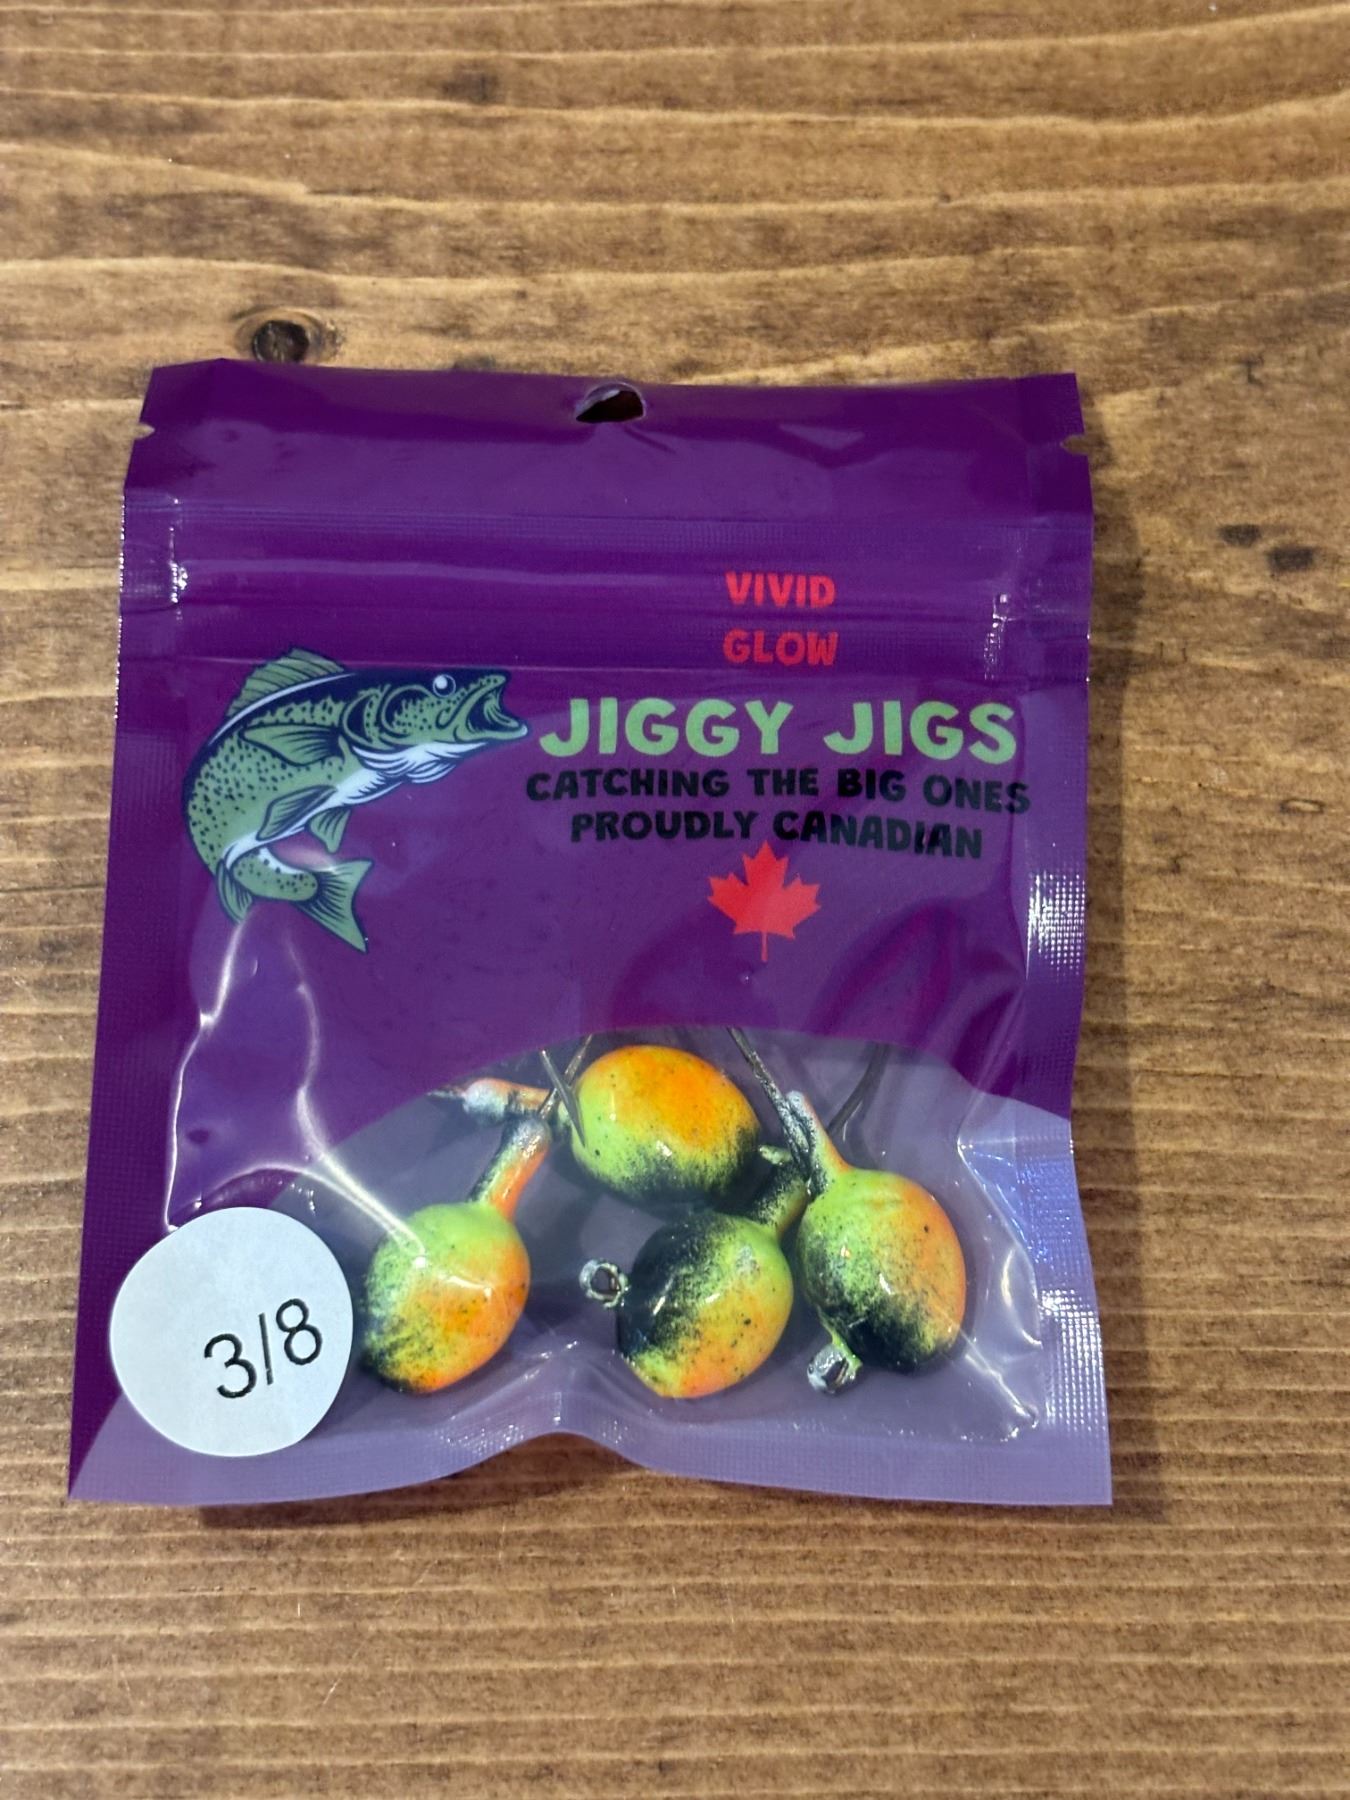 VIVID
GLOW
JIGGY JIGS
CATCHING THE BIG ONES
PROUDLY CANADIAN
3/8